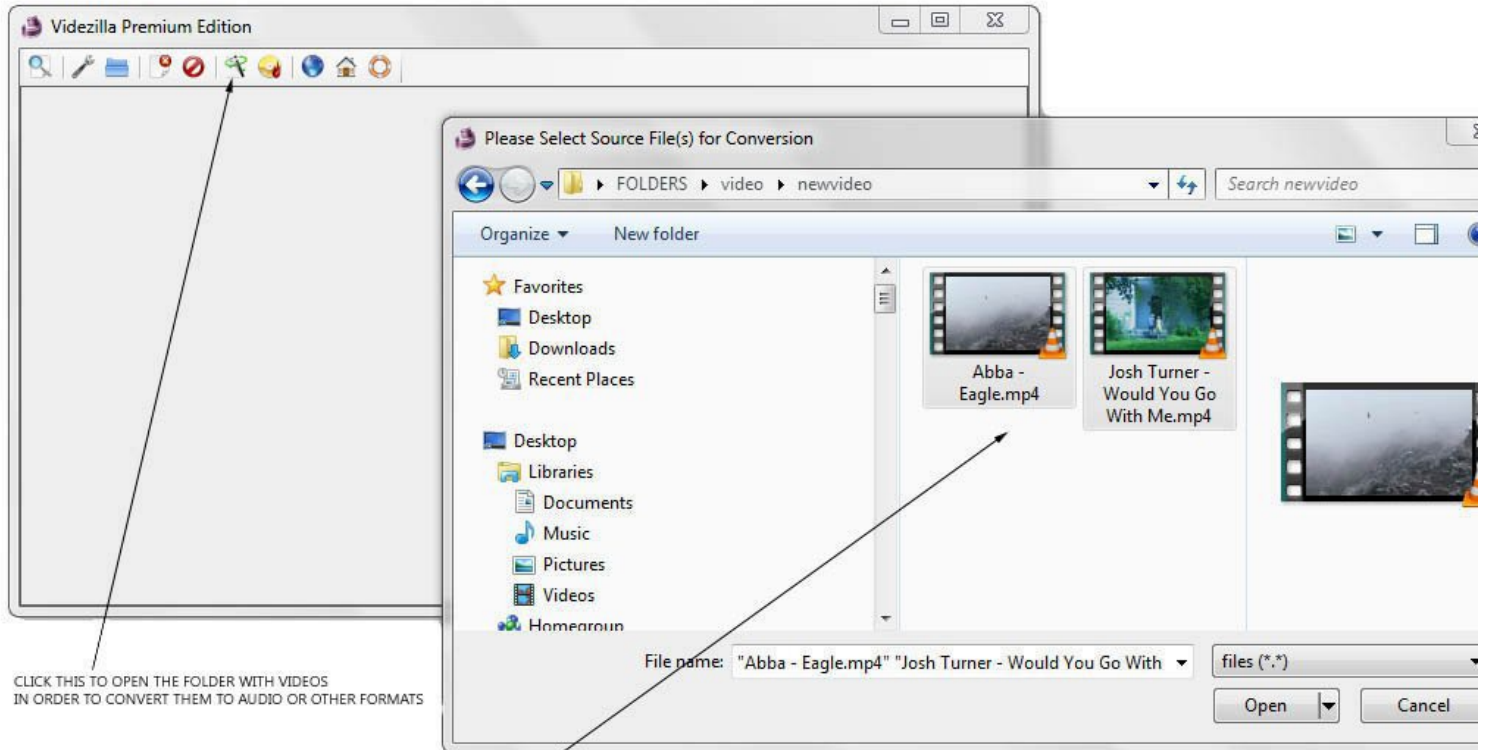 Videzilla Premium Edition
Please Select Source File(s) for Conversion
FOLDERS video newvideo
Search newvideo
Organize
New folder
Favorites
Desktop
Downloads
Recent Places
Desktop
Libraries
Documents
Music
Pictures
Videos
Homegroup
Abba -
Eagle.mp4
Josh Turner -
Would You Go
With Me.mp4
File name: "Abba - Eagle.mp4" "Josh Turner - Would You Go With
files (*.*)
Open
Cancel
CLICK THIS TO OPEN THE FOLDER WITH VIDEOS
IN ORDER TO CONVERT THEM TO AUDIO OR OTHER FORMATS